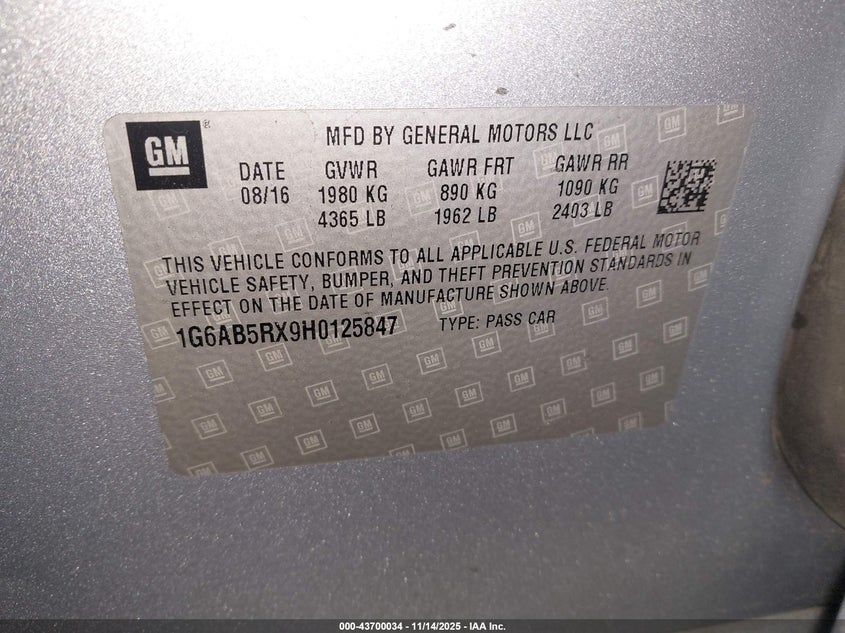 GM ®
MFD BY GENERAL MOTORS LLC
DATE GVWR GAWR FRT GAWR RR
08/16 1980 KG 890 KG 1090 KG
4365 LB 1962 LB 2403 LB
THIS VEHICLE CONFORMS TO ALL APPLICABLE U.S. FEDERAL MOTOR
VEHICLE SAFETY, BUMPER, AND THEFT PREVENTION STANDARDS IN
EFFECT ON THE DATE OF MANUFACTURE SHOWN ABOVE.
1G6AB5RX9H0125847 TYPE: PASS CAR
000-43700034 - 11/14/2025 - IAA Inc.